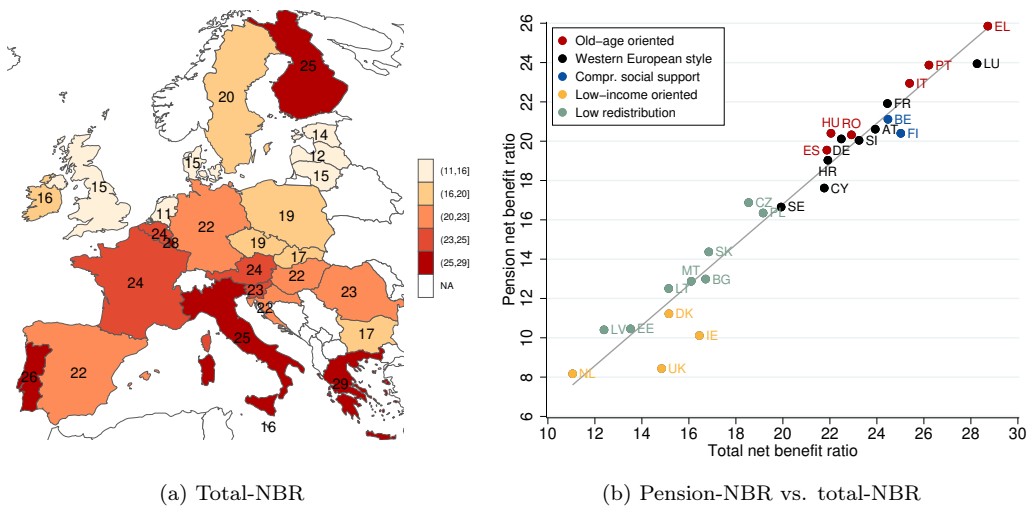 25
20
14
12
15
15
15
16
11
24
28
22
19
19
17
24
24
22
23
22
23
17
25
22
26
29
16
(11,16]
(16,20]
(20,23]
(23,25]
(25,29]
NA
(a) Total-NBR
Pension net benefit ratio
26
24
22
20
18
16
14
12
10
8
6
10 12 14 16 18 20 22 24 26 28 30
Total net benefit ratio
Old−age oriented
Western European style
Compr. social support
Low−income oriented
Low redistribution
EL
LU
PT
IT
FR
BE
HU RO
AT
FI
SI
ES DE
HR
CY
CZ
PL
SE
SK
MT
BG
LT
DK
LV EE
IE
UK
NL
(b) Pension-NBR vs. total-NBR